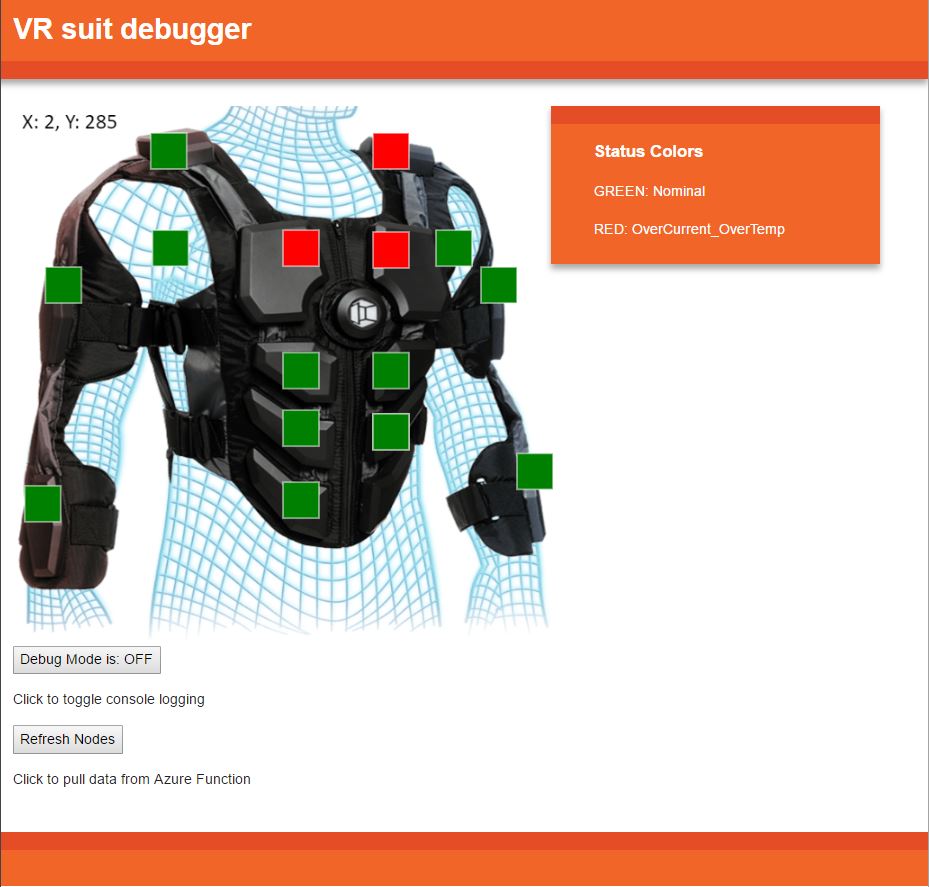 VR suit debugger
X: 2, Y: 285
Status Colors
GREEN: Nominal
RED: OverCurrent_OverTemp
Debug Mode is: OFF
Click to toggle console logging
Refresh Nodes
Click to pull data from Azure Function